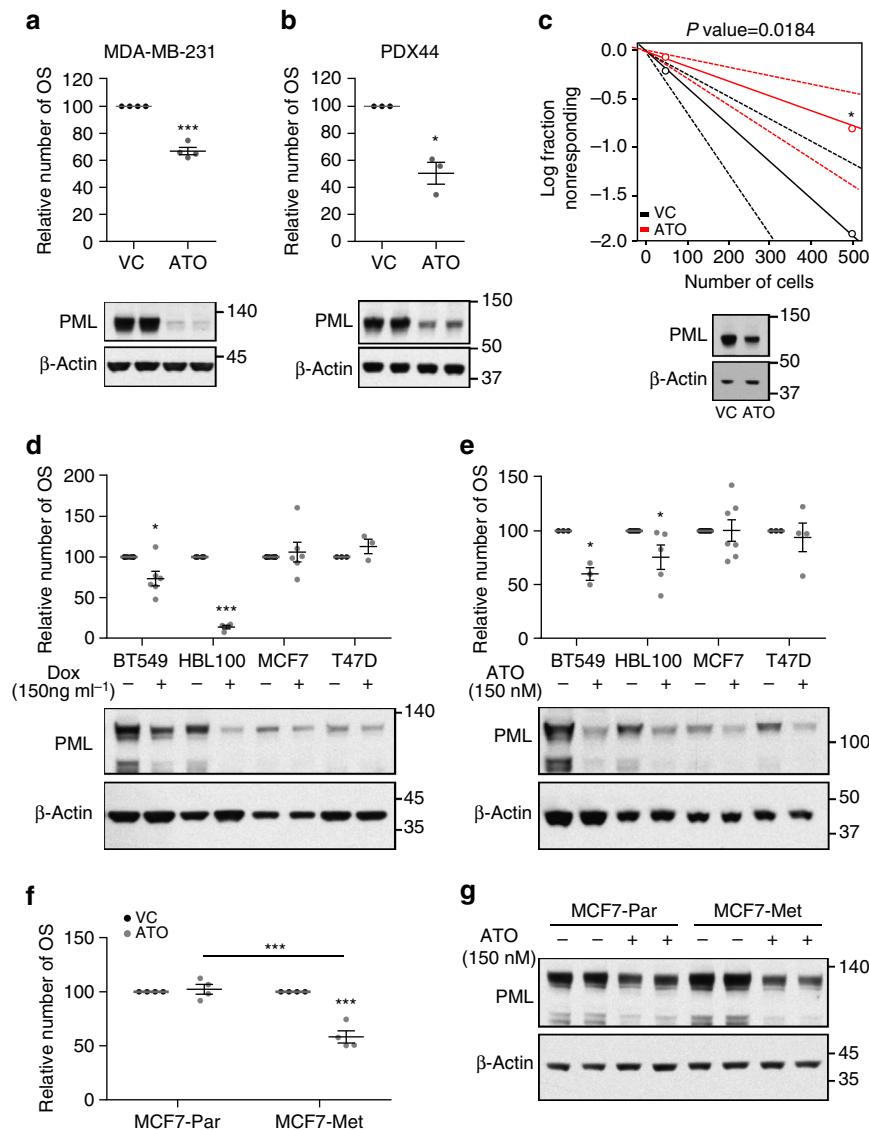 a
MDA-MB-231
Relative number of OS
120
100
80
60
40
20
0
***
VC ATO
PML
140
β-Actin
45
b
PDX44
Relative number of OS
120
100
80
60
40
20
0
*
VC ATO
PML
150
50
β-Actin
37
c
P value=0.0184
Log fraction
nonresponding
0.0
−0.5
−1.0
−1.5
−2.0
*
VC
ATO
0 100 200 300 400 500
Number of cells
PML
150
50
β-Actin
37
VC ATO
d
Relative number of OS
200
150
100
50
0
*
***
BT549 HBL100 MCF7 T47D
Dox
(150ng ml⁻¹)
− + − + − + − +
PML
140
β-Actin
45
35
e
Relative number of OS
150
100
50
0
*
*
BT549 HBL100 MCF7 T47D
ATO
(150 nM)
− + − + − + − +
PML
100
β-Actin
50
37
f
VC
ATO
Relative number of OS
150
100
50
0
***
***
MCF7-Par MCF7-Met
g
MCF7-Par MCF7-Met
ATO
(150 nM)
− − + + − − + +
PML
140
β-Actin
45
35